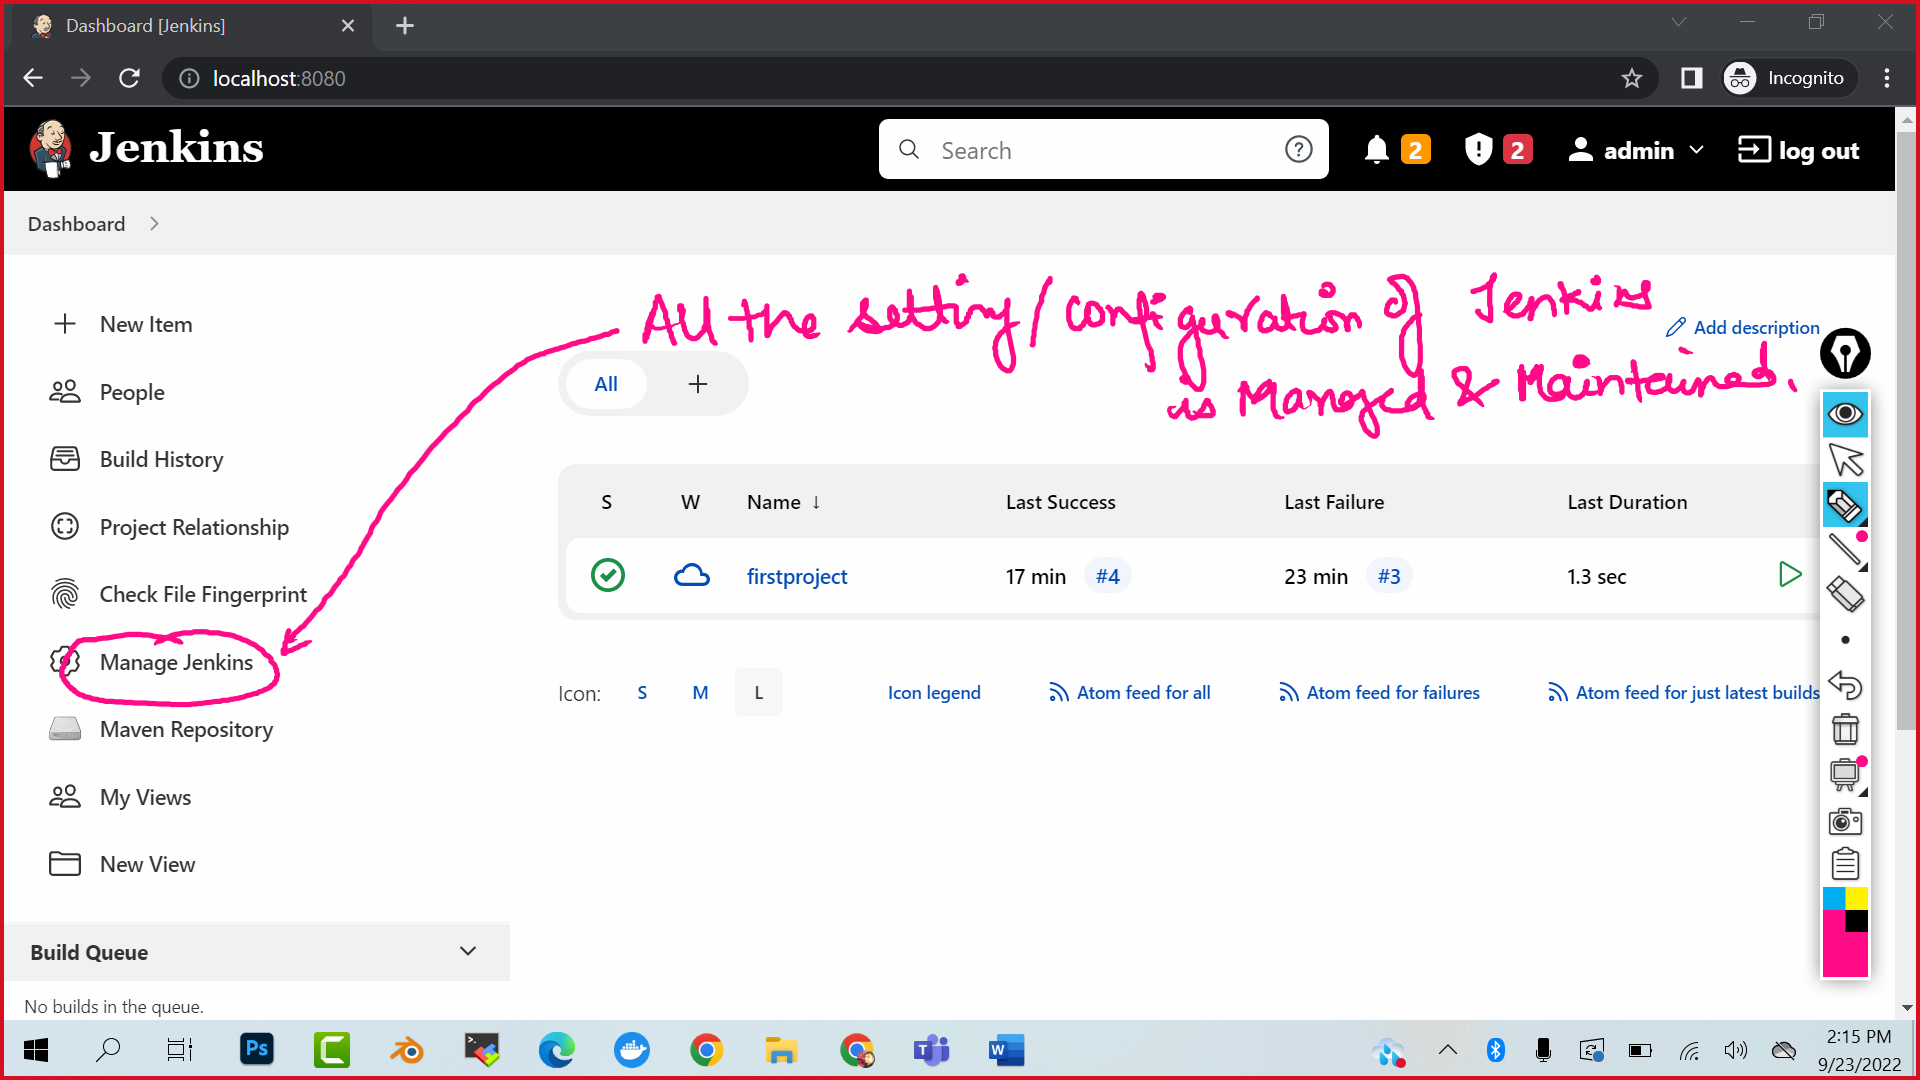 Dashboard [Jenkins]
localhost:8080
Incognito
Jenkins
Search
2
2
admin
log out
Dashboard
All the setting/configuration of Jenkins
is Managed & Maintained.
Add description
New Item
People
Build History
Project Relationship
Check File Fingerprint
Manage Jenkins
Maven Repository
My Views
New View
All +
S W Name ↓ Last Success Last Failure Last Duration
firstproject 17 min #4 23 min #3 1.3 sec
Icon: S M L Icon legend Atom feed for all Atom feed for failures Atom feed for just latest builds
Build Queue
No builds in the queue.
Ps
C
T
W
2:15 PM
9/23/2022